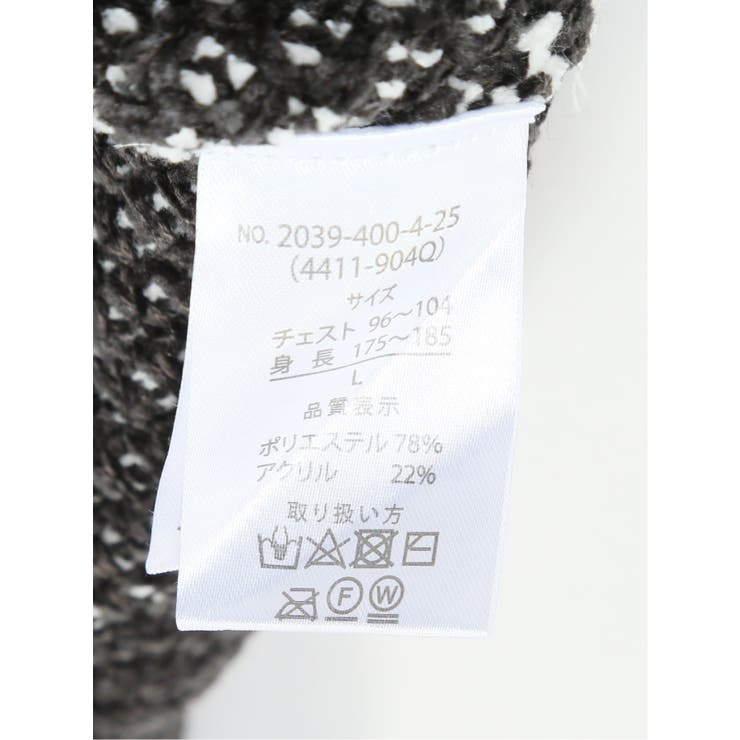 NO. 2039-400-4-25
(4411-904Q)
サイズ
チェスト 96～104
身長 175～185
L
品質表示
ポリエステル 78%
アクリル 22%
取り扱い方
F W